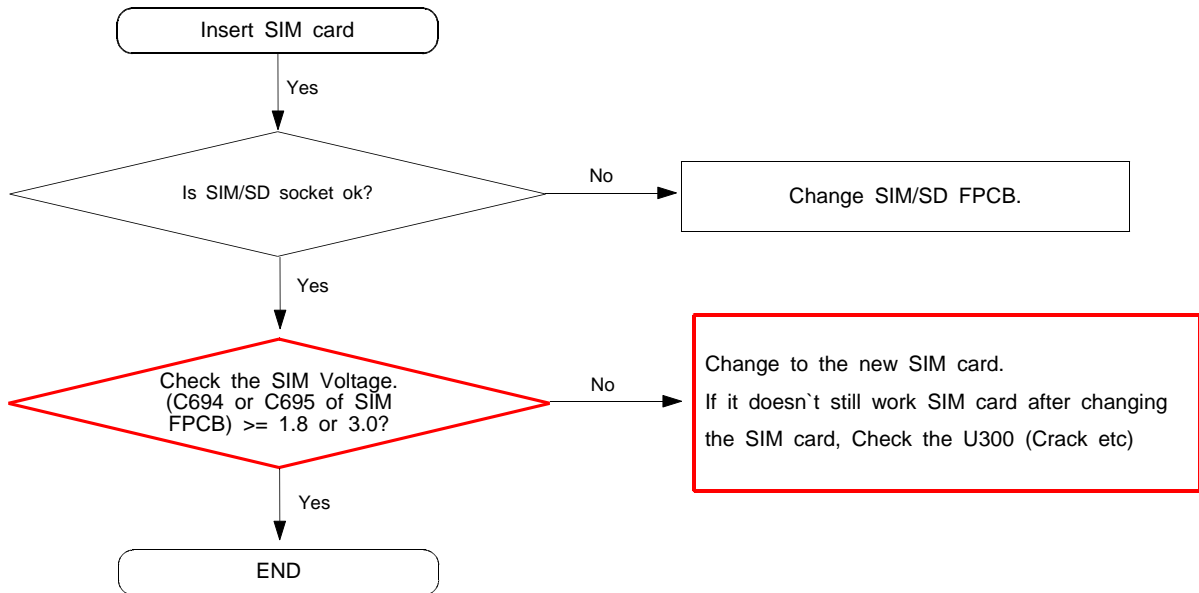 Insert SIM card
Yes
Is SIM/SD socket ok?
No
Change SIM/SD FPCB.
Yes
Check the SIM Voltage.
(C694 or C695 of SIM
FPCB) >= 1.8 or 3.0?
No
Change to the new SIM card.
If it doesn`t still work SIM card after changing
the SIM card, Check the U300 (Crack etc)
Yes
END